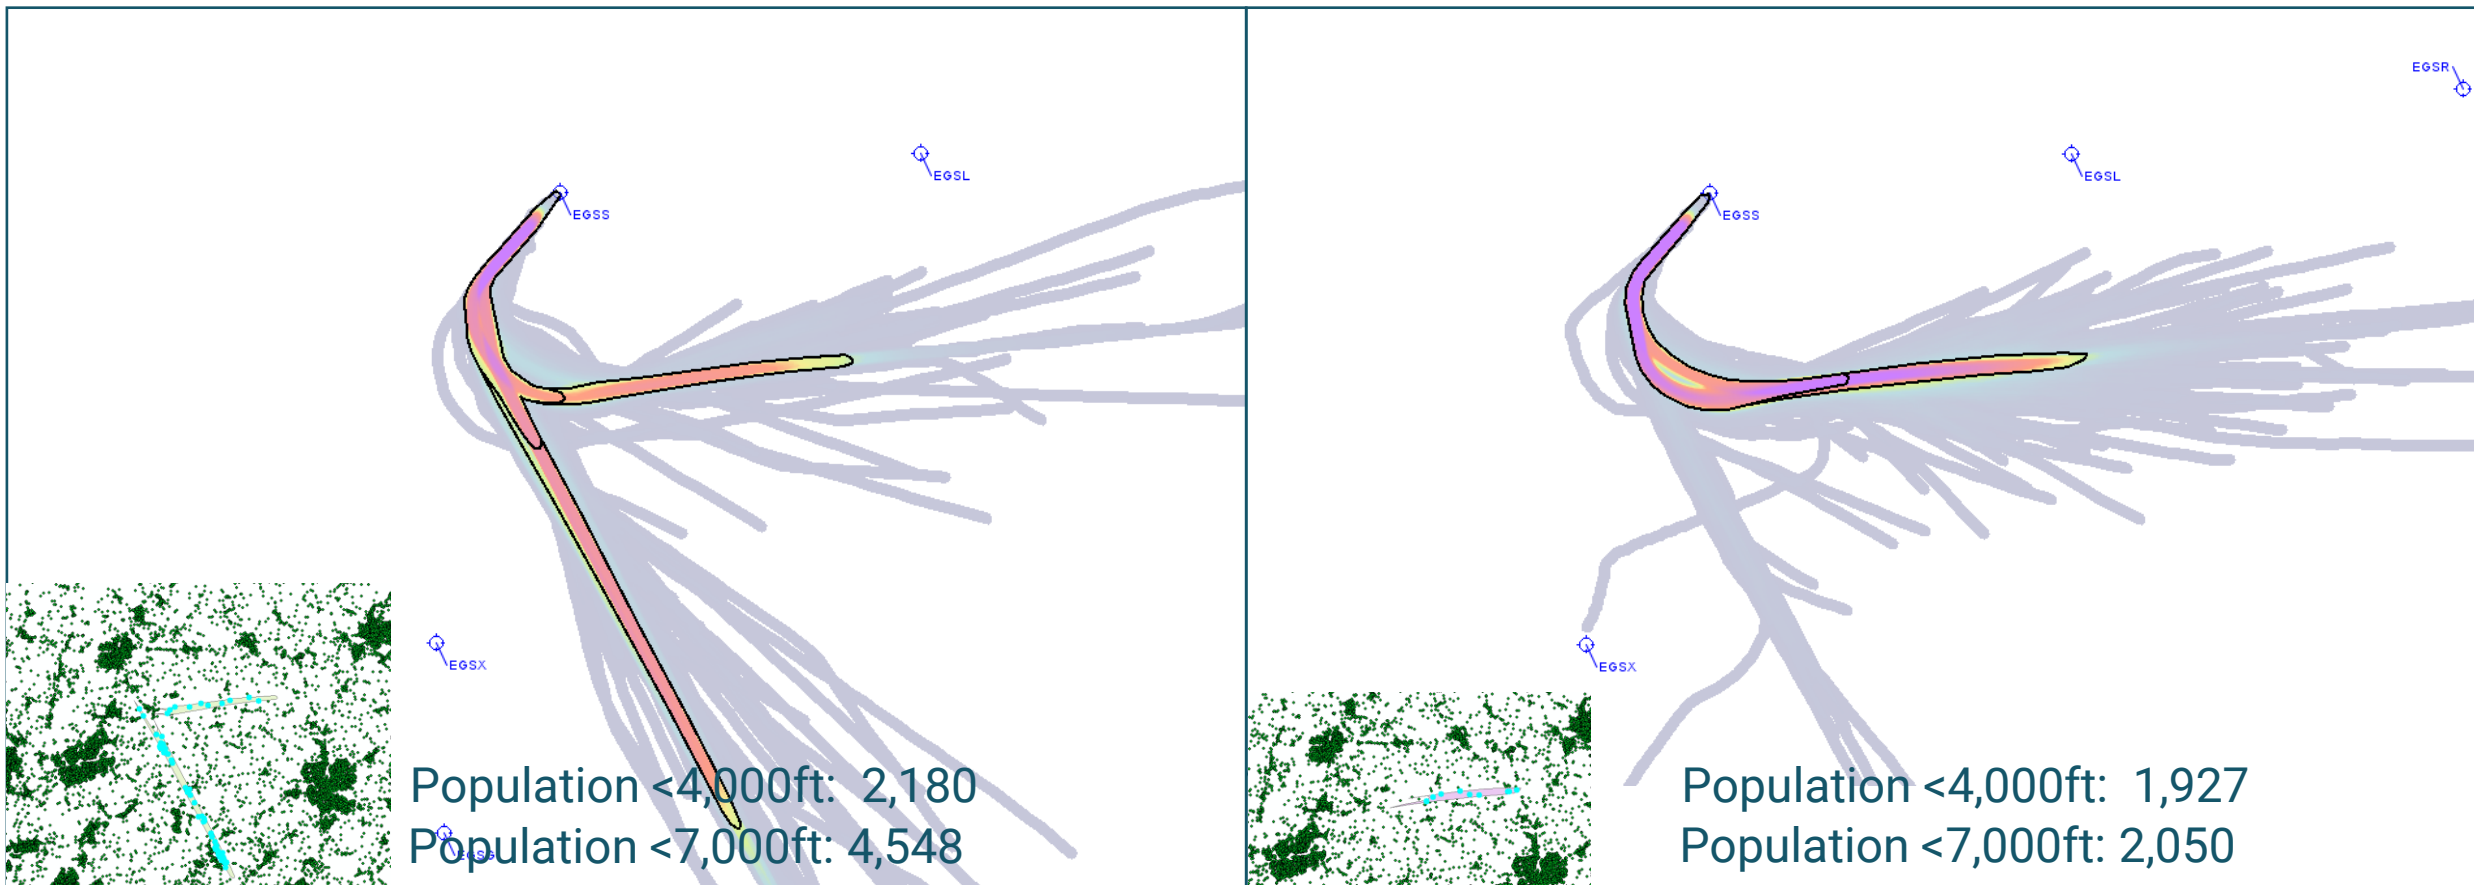 EGSL
EGSS
EGSX
Population <4,000ft: 2,180
Population <7,000ft: 4,548
EGSG
EGSR
EGSL
EGSS
EGSX
Population <4,000ft: 1,927
Population <7,000ft: 2,050